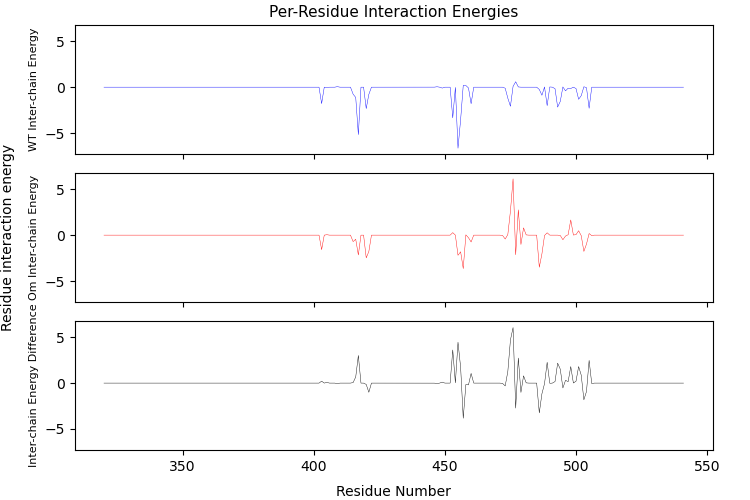 Per-Residue Interaction Energies
Residue interaction energy
WT Inter-chain Energy
5
0
−5
Om Inter-chain Energy
5
0
−5
Inter-chain Energy Difference
5
0
−5
350
400
450
500
550
Residue Number